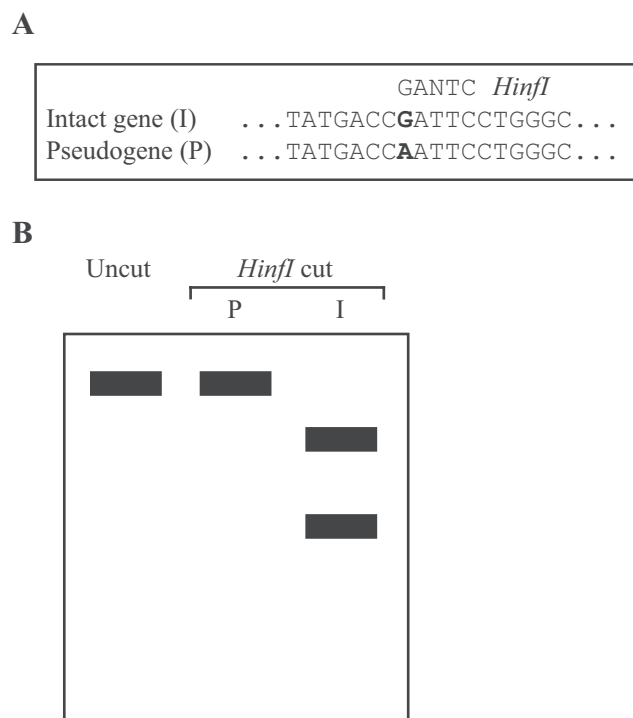 A
GANTC HinfI
Intact gene (I) ...TATGACCGATTCCTGGGC...
Pseudogene (P) ...TATGACCAATTCCTGGGC...
B
Uncut HinfI cut
P I